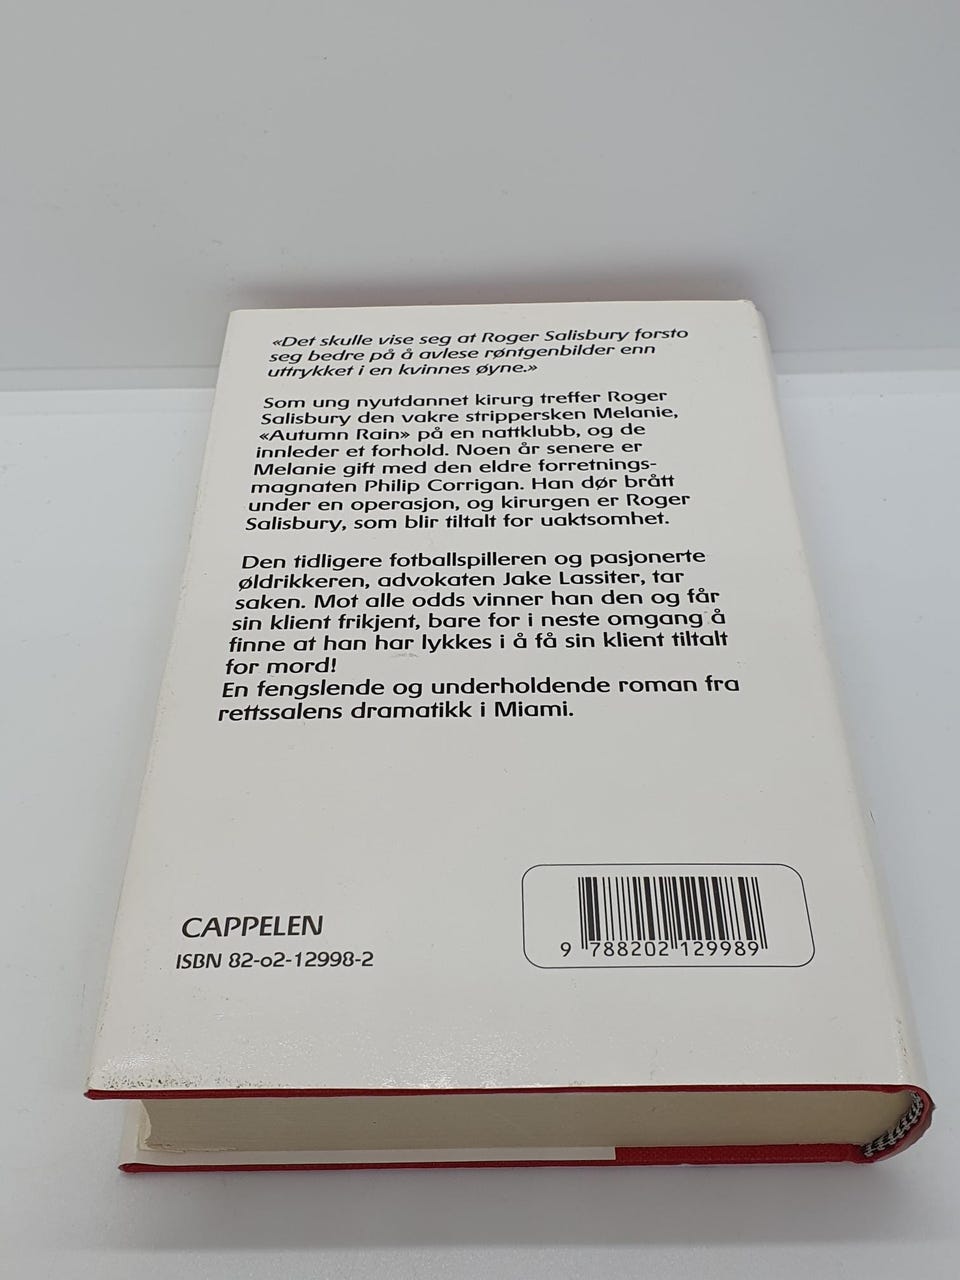 «Det skulle vise seg at Roger Salisbury forsto
seg bedre på å avlese røntgenbilder enn
uttrykket i en kvinnes øyne.»
Som ung nyutdannet kirurg treffer Roger
Salisbury den vakre strippersken Melanie,
«Autumn Rain» på en nattklubb, og de
innleder et forhold. Noen år senere er
Melanie gift med den eldre forretnings-
magnaten Philip Corrigan. Han dør brått
under en operasjon, og kirurgen er Roger
Salisbury, som blir tiltalt for uaktsomhet.
Den tidligere fotballspilleren og pasjonerte
øldrikkeren, advokaten Jake Lassiter, tar
saken. Mot alle odds vinner han den og får
sin klient frikjent, bare for i neste omgang å
finne at han har lykkes i å få sin klient tiltalt
for mord!
En fengslende og underholdende roman fra
rettssalens dramatikk i Miami.
CAPPELEN
ISBN 82-02-12998-2
9 788202 129989